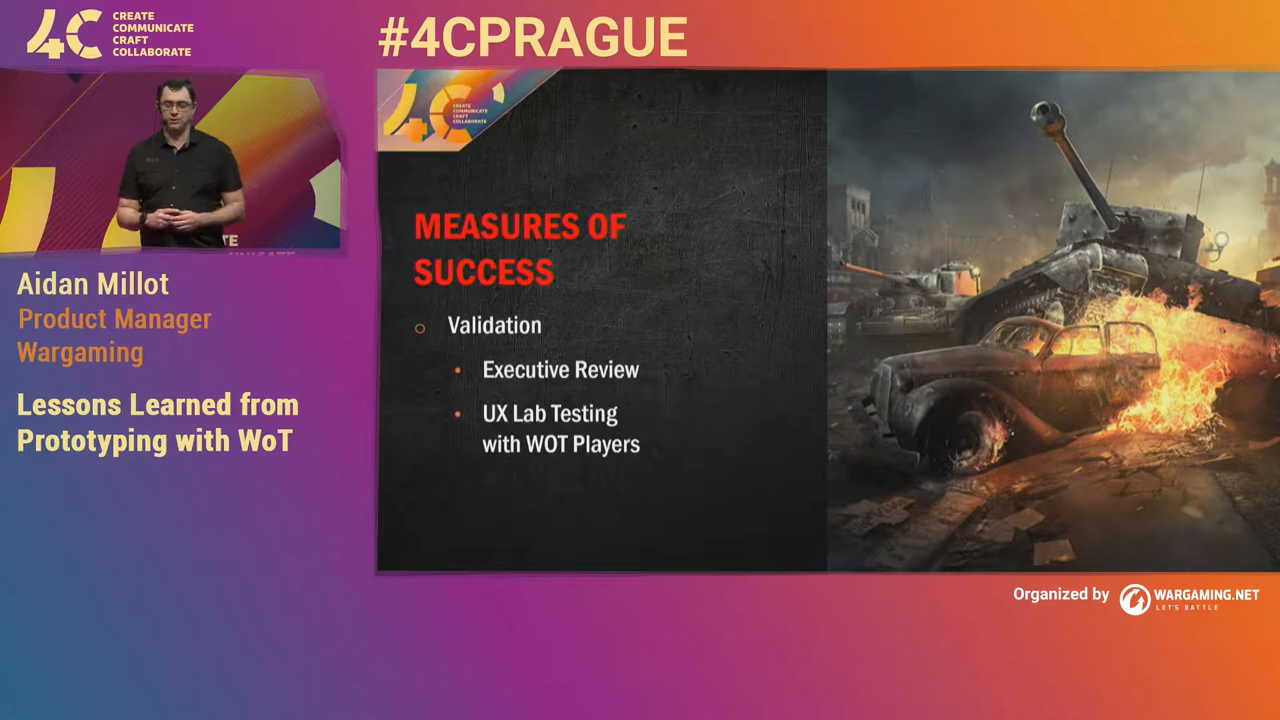 4C
CREATE
COMMUNICATE
CRAFT
COLLABORATE
#4CPRAGUE
4C
CREATE
COMMUNICATE
CRAFT
COLLABORATE
MEASURES OF
SUCCESS
Validation
Executive Review
UX Lab Testing
with WOT Players
Aidan Millot
Product Manager
Wargaming
Lessons Learned from
Prototyping with WoT
Organized by
WARGAMING.NET
LET'S BATTLE